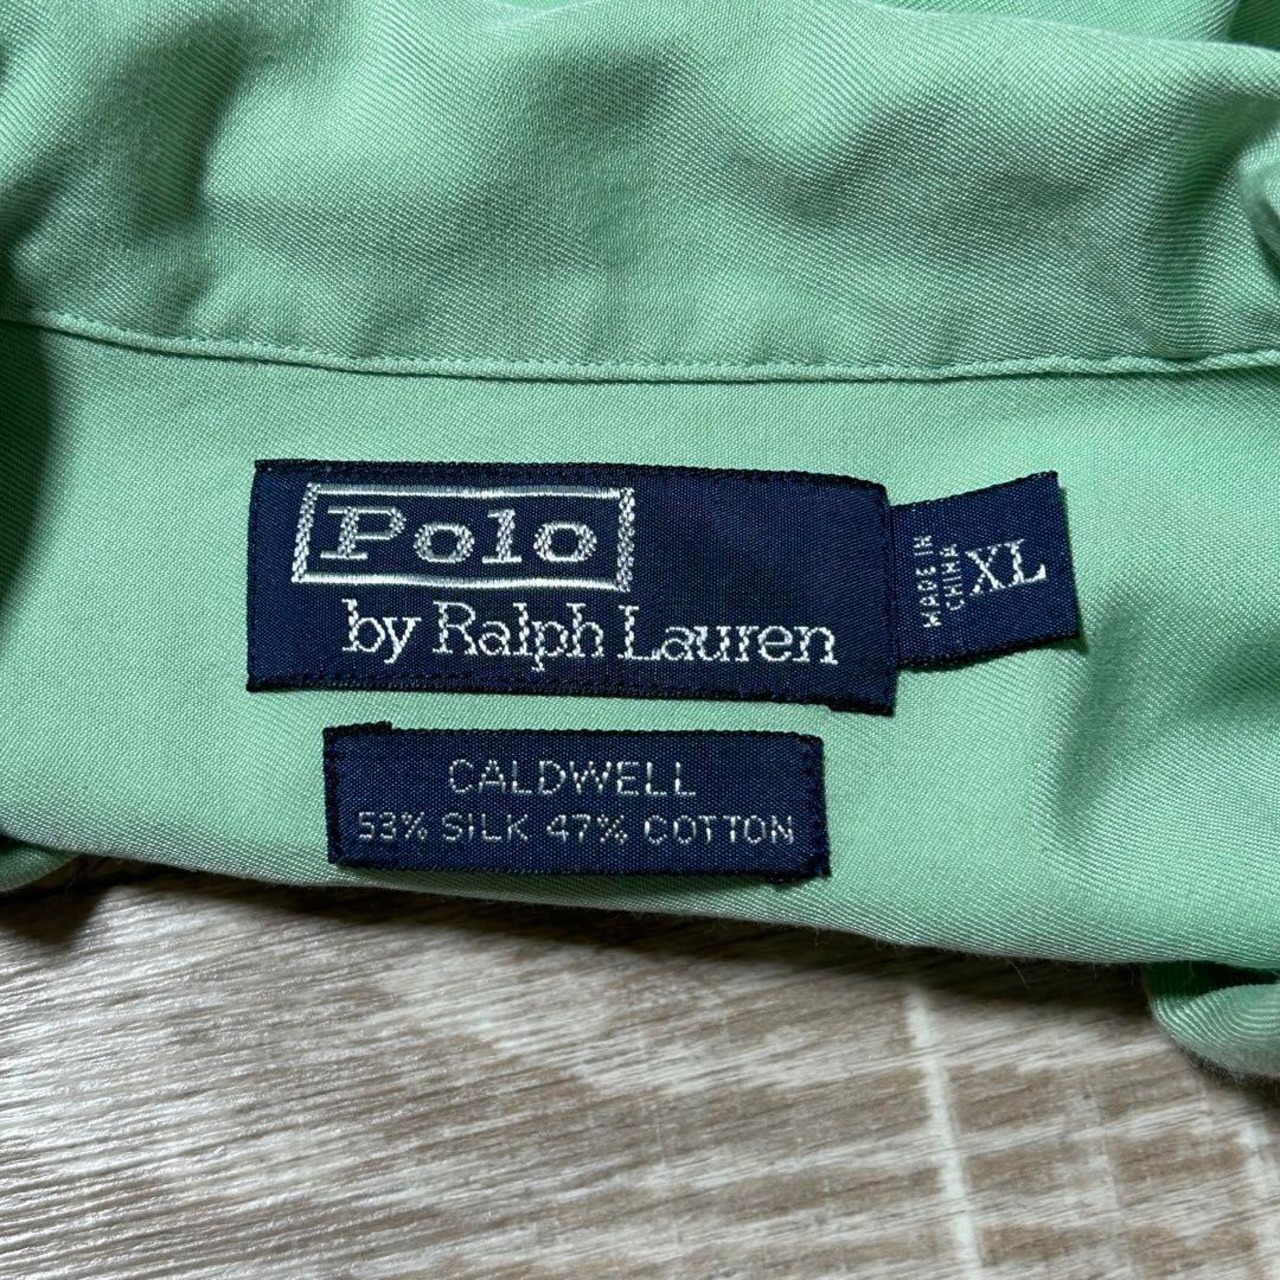 Polo
by Ralph Lauren
MADE IN
CHINA
XL
CALDWELL
53% SILK 47% COTTON